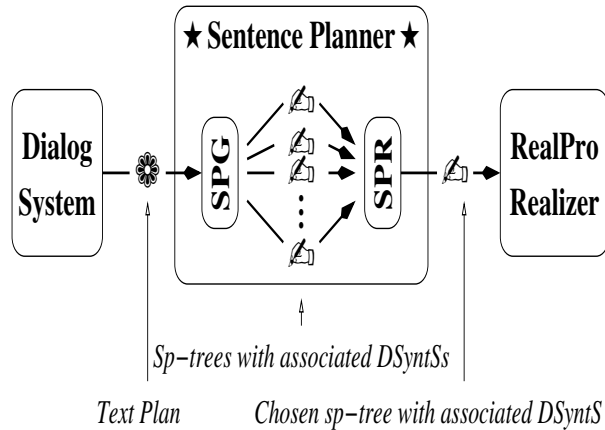 ★ Sentence Planner ★
Dialog
System
SPG
SPR
RealPro
Realizer
Sp-trees with associated DSyntSs
Text Plan
Chosen sp-tree with associated DSyntS